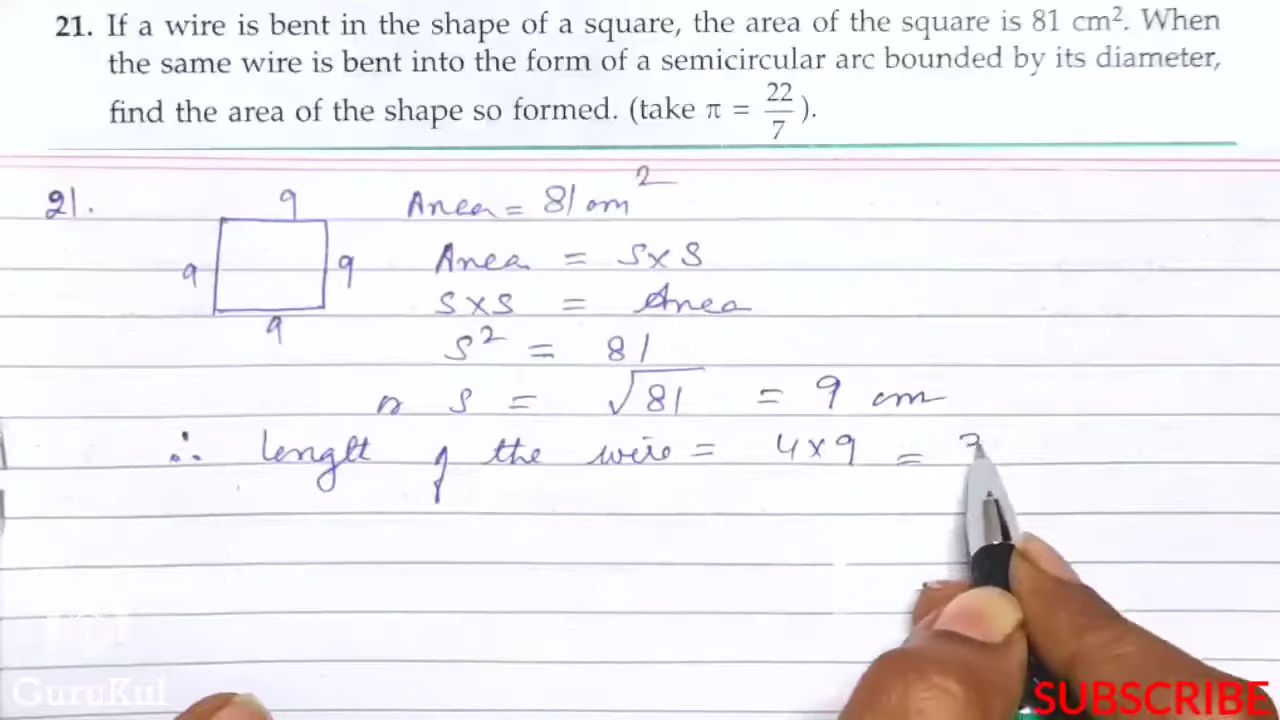 21. If a wire is bent in the shape of a square, the area of the square is 81 cm². When
the same wire is bent into the form of a semicircular arc bounded by its diameter,
find the area of the shape so formed. (take π = 22/7).
21.
9
9
9
9
Area = 81 cm²
Area = S×S
S×S = Area
S² = 81
S = √81 = 9 cm
∴ length of the wire = 4×9 = 3
GuruKul
SUBSCRIBE